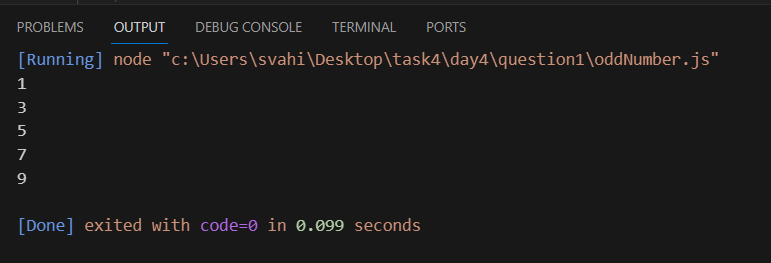 PROBLEMS OUTPUT DEBUG CONSOLE TERMINAL PORTS
[Running] node "c:\Users\svahi\Desktop\task4\day4\question1\oddNumber.js"
1
3
5
7
9
[Done] exited with code=0 in 0.099 seconds